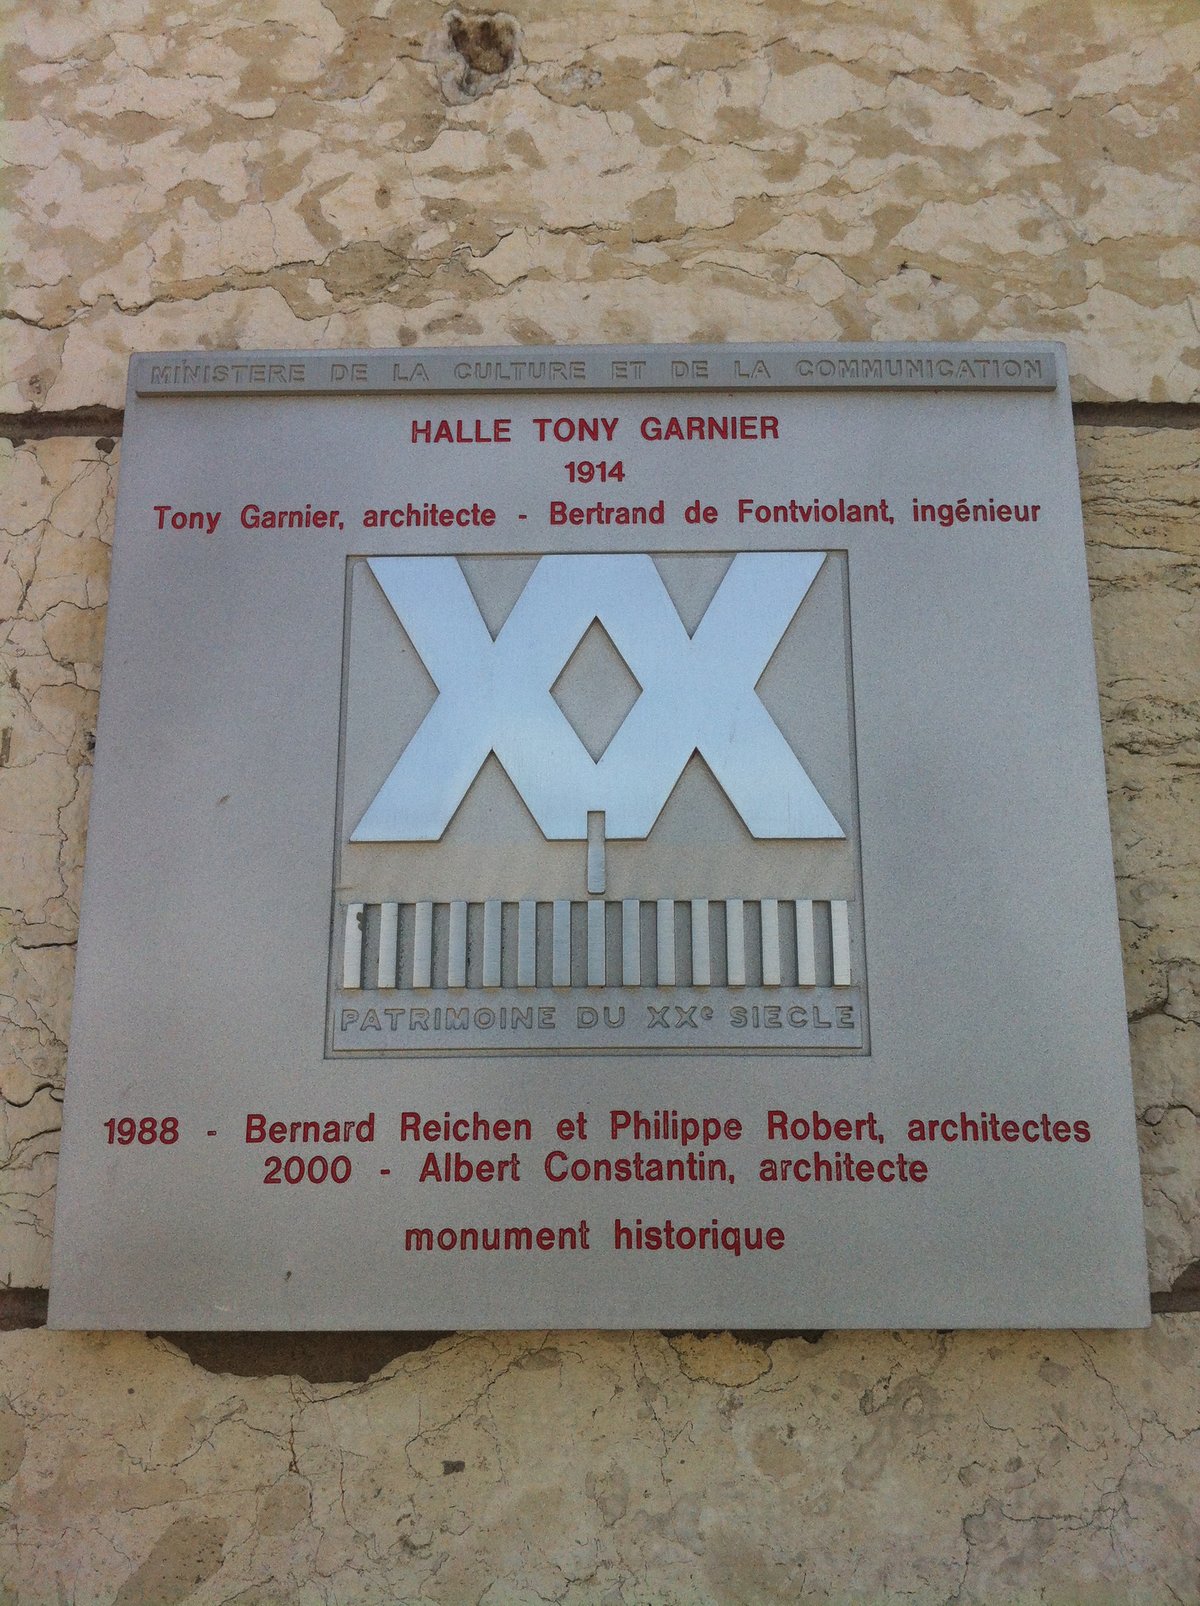 MINISTERE DE LA CULTURE ET DE LA COMMUNICATION
HALLE TONY GARNIER
1914
Tony Garnier, architecte - Bertrand de Fontviolant, ingénieur
XX
PATRIMOINE DU XXe SIECLE
1988 - Bernard Reichen et Philippe Robert, architectes
2000 - Albert Constantin, architecte
monument historique